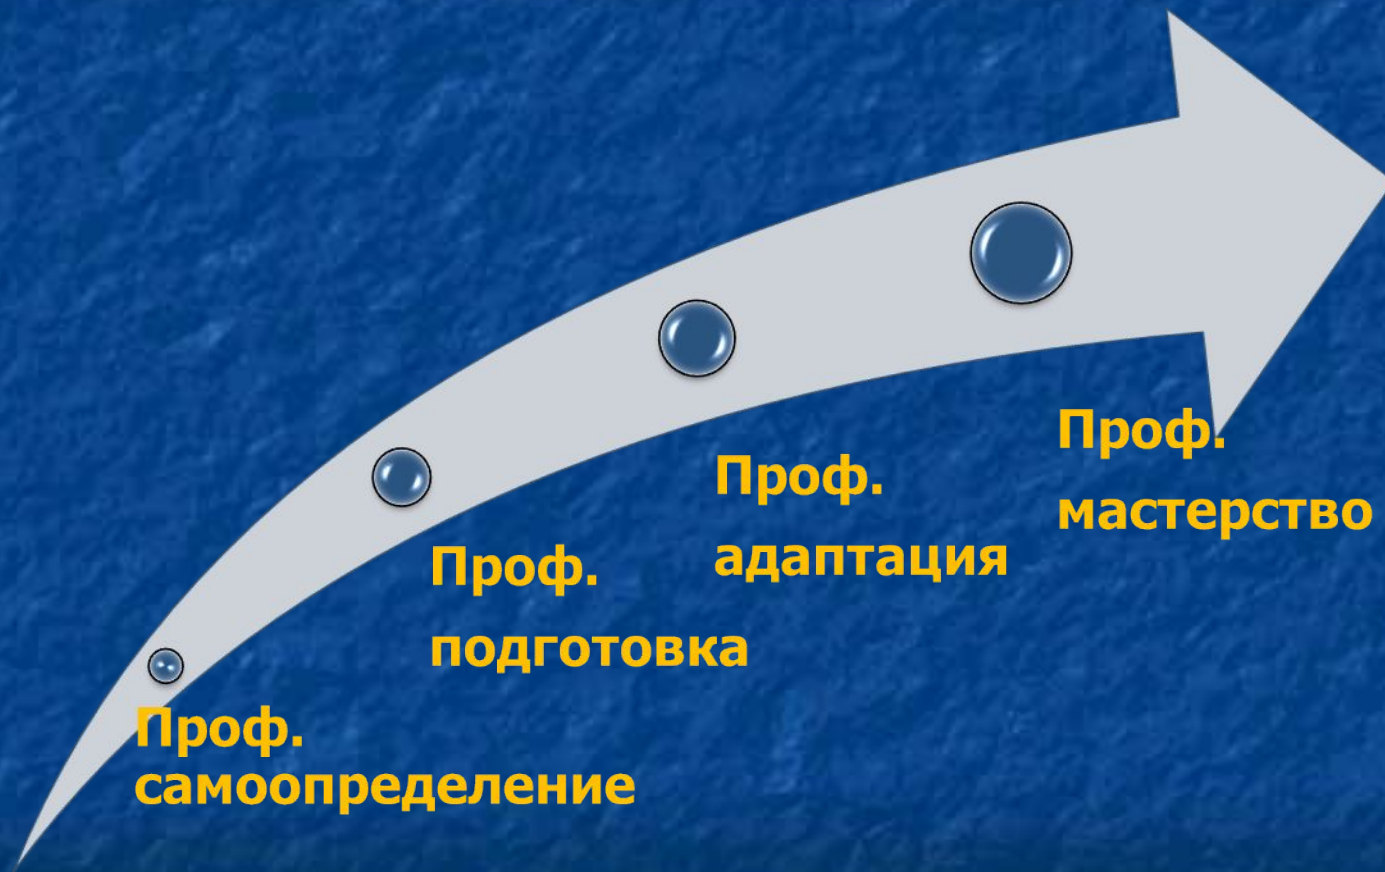 Проф.
самоопределение
Проф.
подготовка
Проф.
адаптация
Проф.
мастерство